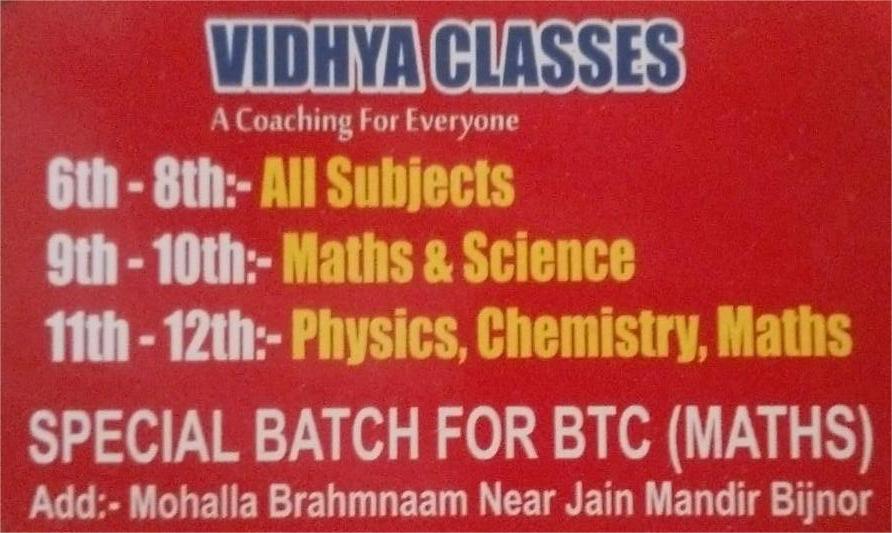 VIDHYA CLASSES
A Coaching For Everyone
6th - 8th:- All Subjects
9th - 10th:- Maths & Science
11th - 12th:- Physics, Chemistry, Maths
SPECIAL BATCH FOR BTC (MATHS)
Add:- Mohalla Brahmnaam Near Jain Mandir Bijnor